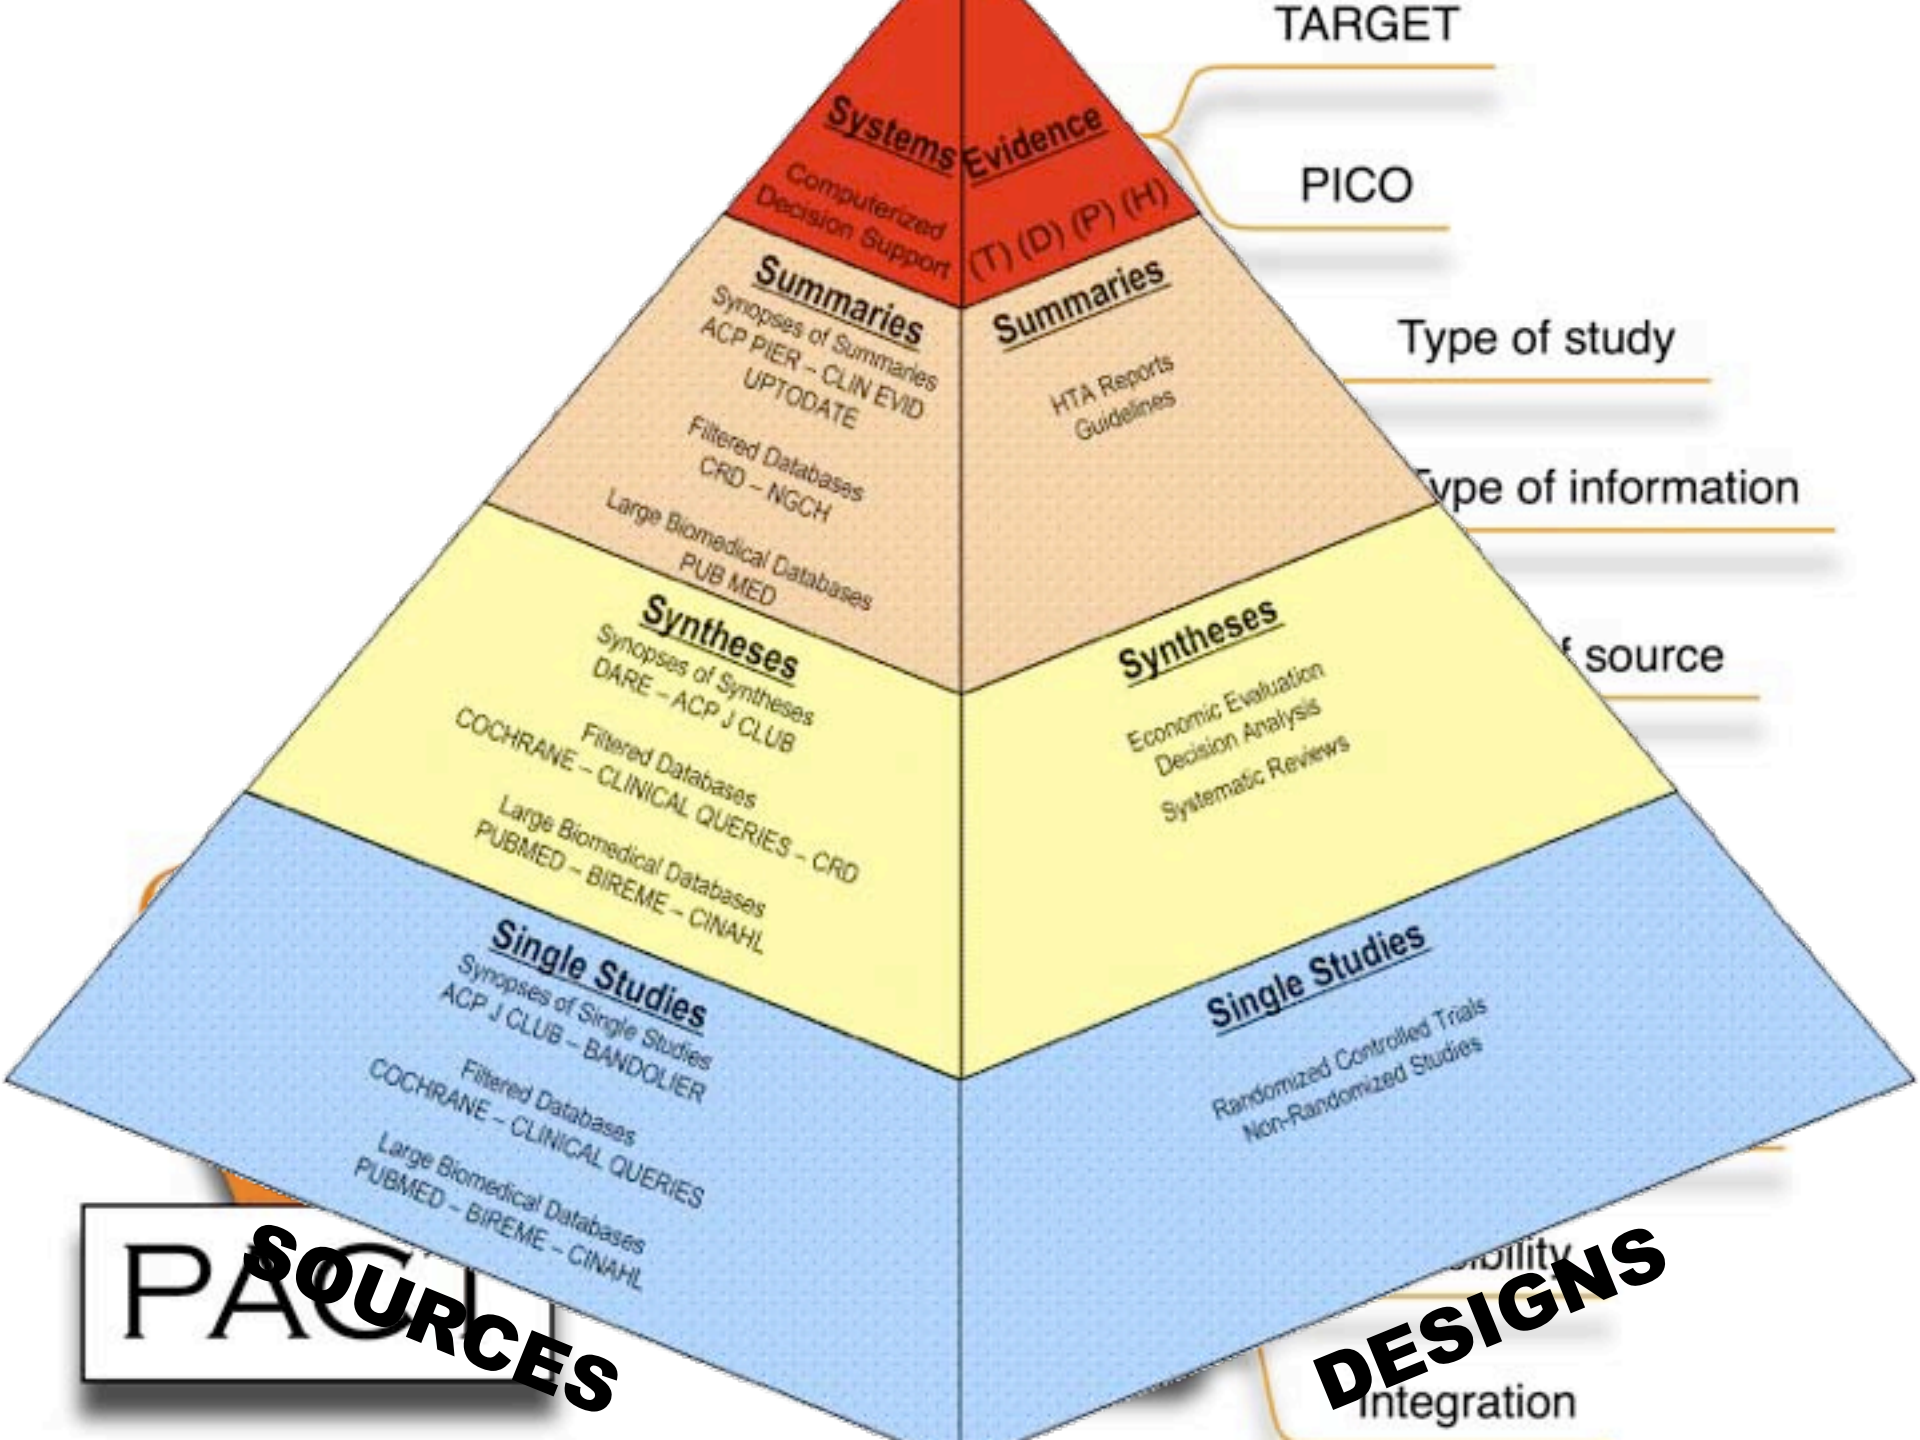 TARGET
PICO
Type of study
Type of information
source
Integration
Systems
Computerized
Decision Support
Evidence
(T) (D) (P) (H)
Summaries
Synopses of Summaries
ACP PIER – CLIN EVID
UPTODATE
Filtered Databases
CRD – NGCH
Large Biomedical Databases
PUB MED
Summaries
HTA Reports
Guidelines
Syntheses
Synopses of Syntheses
DARE – ACP J CLUB
Filtered Databases
COCHRANE – CLINICAL QUERIES – CRD
Large Biomedical Databases
PUBMED – BIREME – CINAHL
Syntheses
Economic Evaluation
Decision Analysis
Systematic Reviews
Single Studies
Synopses of Single Studies
ACP J CLUB – BANDOLIER
Filtered Databases
COCHRANE – CLINICAL QUERIES
Large Biomedical Databases
PUBMED – BIREME – CINAHL
Single Studies
Randomized Controlled Trials
Non-Randomized Studies
SOURCES
DESIGNS